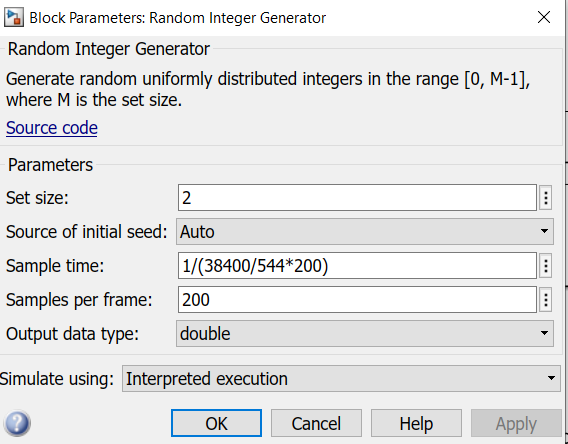 Block Parameters: Random Integer Generator
Random Integer Generator
Generate random uniformly distributed integers in the range [0, M-1],
where M is the set size.
Source code
Parameters
Set size: 2
Source of initial seed: Auto
Sample time: 1/(38400/544*200)
Samples per frame: 200
Output data type: double
Simulate using: Interpreted execution
OK Cancel Help Apply